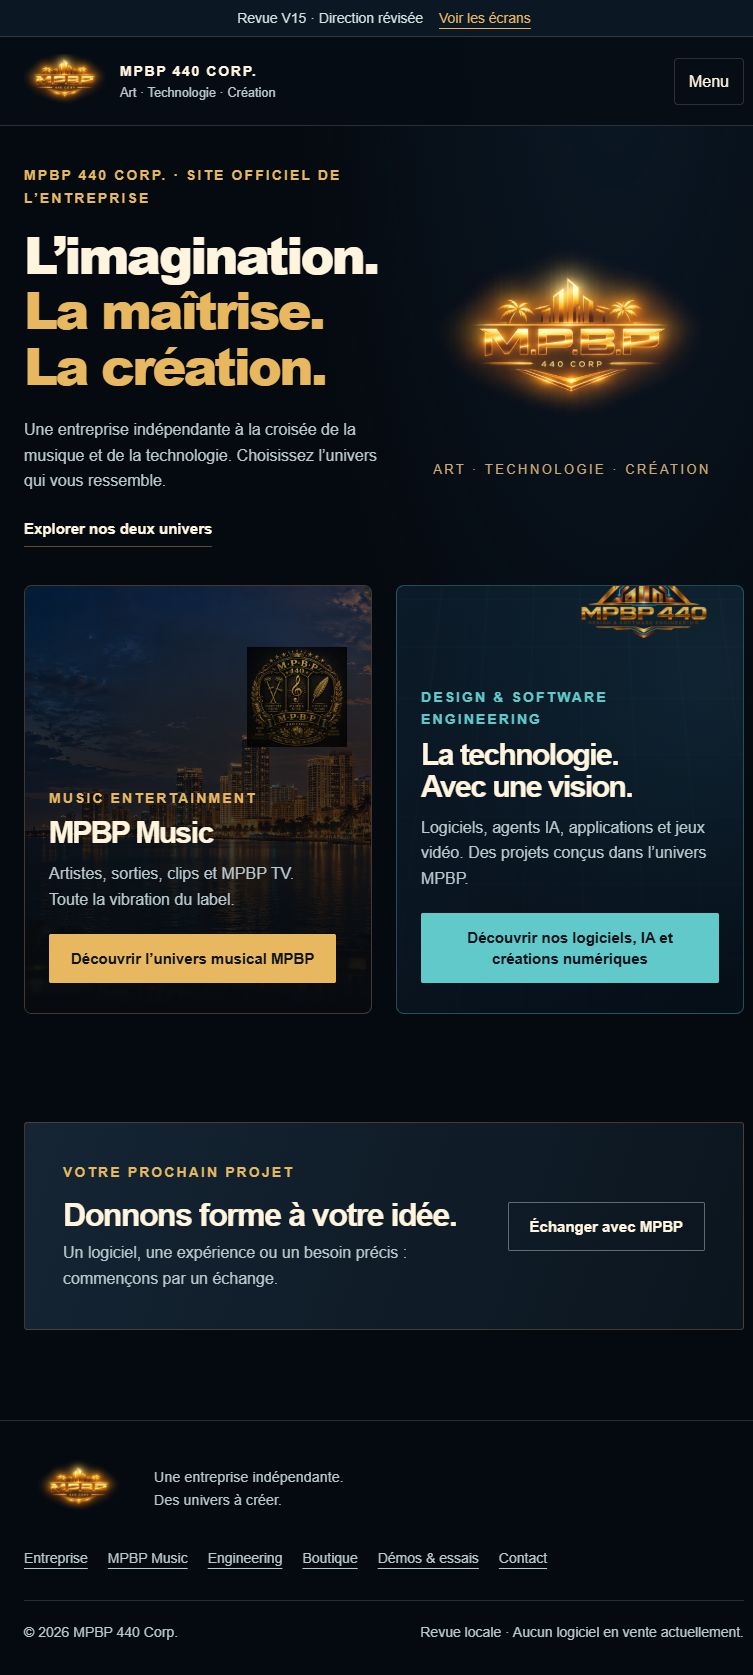 Revue V15 · Direction révisée Voir les écrans
MPBP
MPBP 440 CORP.
Art · Technologie · Création
Menu
MPBP 440 CORP. · SITE OFFICIEL DE
L’ENTREPRISE
L’imagination.
La maîtrise.
La création.
Une entreprise indépendante à la croisée de la
musique et de la technologie. Choisissez l’univers
qui vous ressemble.
Explorer nos deux univers
M.P.B.P
440 CORP
ART · TECHNOLOGIE · CRÉATION
M·P·B·P
440
M·P·B·P
MUSIC ENTERTAINMENT
MPBP Music
Artistes, sorties, clips et MPBP TV.
Toute la vibration du label.
Découvrir l’univers musical MPBP
MPBP 440
DESIGN & SOFTWARE
ENGINEERING
La technologie.
Avec une vision.
Logiciels, agents IA, applications et jeux
vidéo. Des projets conçus dans l’univers
MPBP.
Découvrir nos logiciels, IA et
créations numériques
VOTRE PROCHAIN PROJET
Donnons forme à votre idée.
Un logiciel, une expérience ou un besoin précis :
commençons par un échange.
Échanger avec MPBP
MPBP
Une entreprise indépendante.
Des univers à créer.
Entreprise MPBP Music Engineering Boutique Démos & essais Contact
© 2026 MPBP 440 Corp.
Revue locale · Aucun logiciel en vente actuellement.